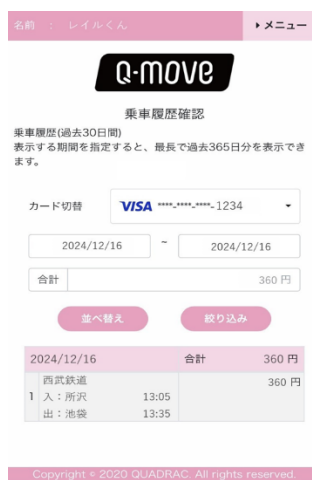 名前 : レイルくん ▸メニュー
Q-move
乗車履歴確認
乗車履歴(過去30日間)
表示する期間を指定すると、最長で過去365日分を表示でき
ます。
カード切替 VISA ****-****-****-1234
2024/12/16 ~ 2024/12/16
合計 360 円
並べ替え 絞り込み
2024/12/16 合計 360 円
西武鉄道 360 円
1 入：所沢 13:05
出：池袋 13:35
Copyright © 2020 QUADRAC. All rights reserved.